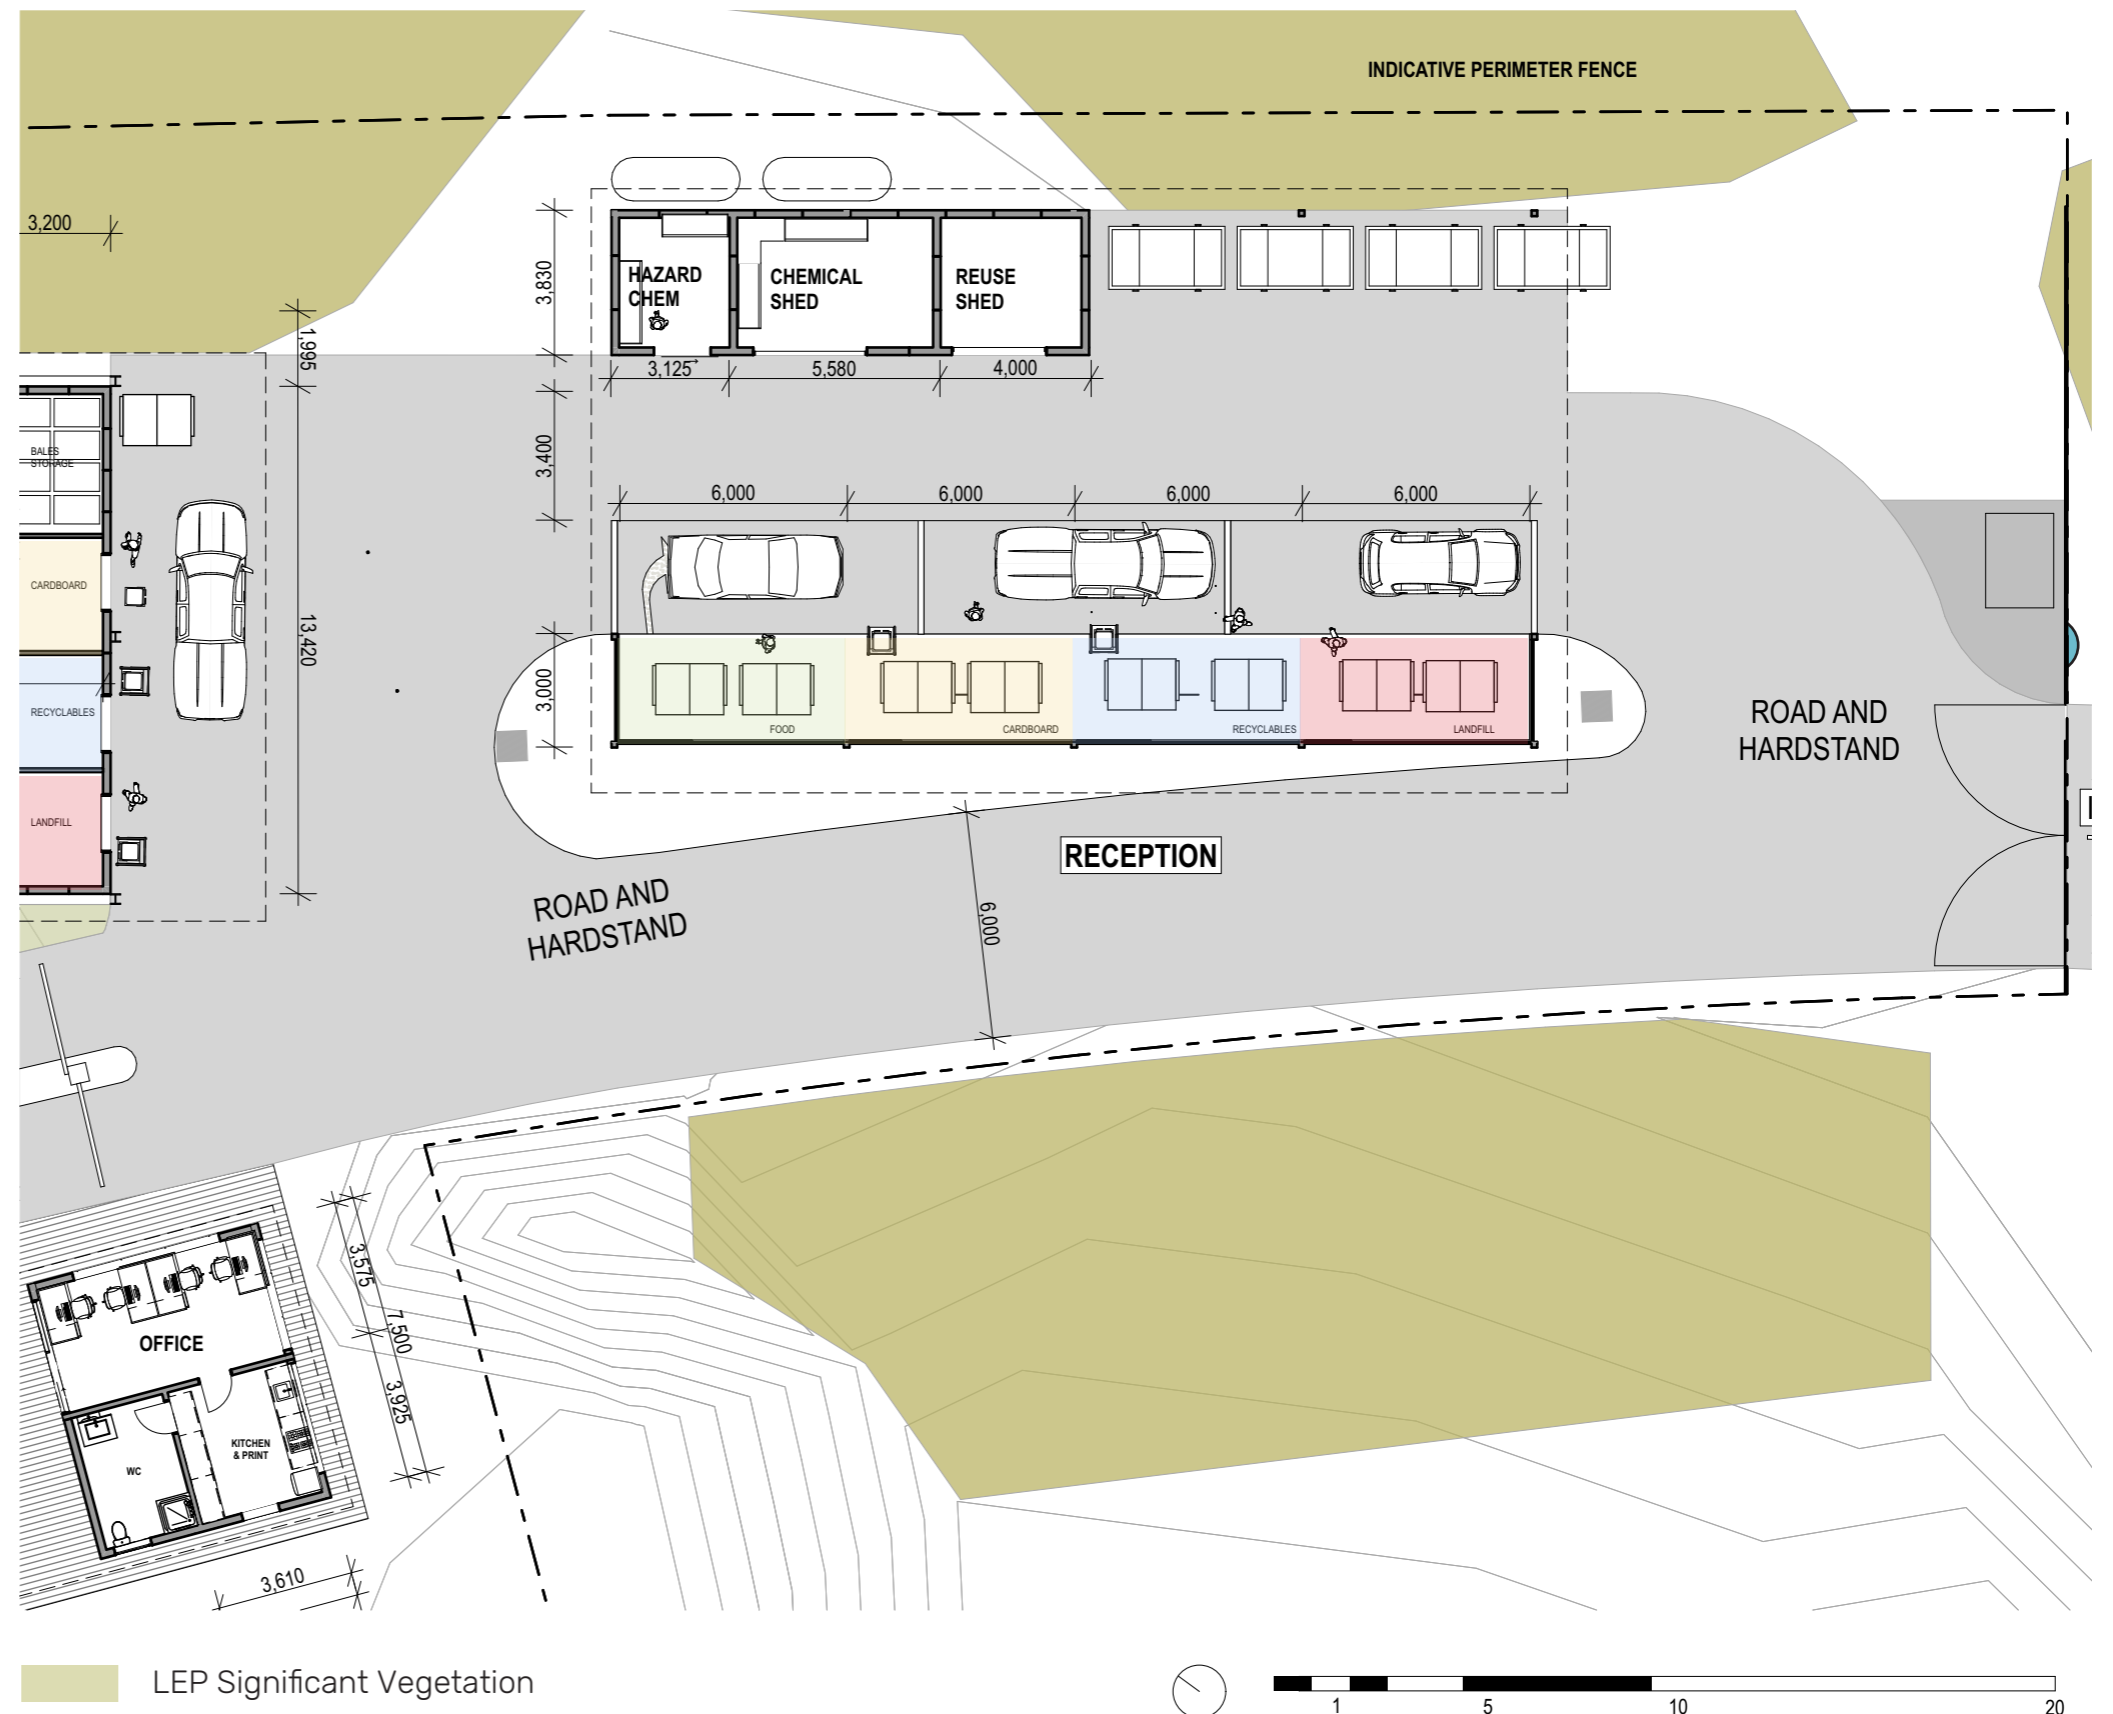 INDICATIVE PERIMETER FENCE
3,200
HAZARD
CHEM
CHEMICAL
SHED
REUSE
SHED
3,830
1,995
3,125
5,580
4,000
3,400
BALES
STORAGE
6,000
6,000
6,000
6,000
CARDBOARD
13,420
3,000
RECYCLABLES
FOOD
CARDBOARD
RECYCLABLES
LANDFILL
ROAD AND
HARDSTAND
LANDFILL
RECEPTION
ROAD AND
HARDSTAND
6,000
3,575
7,500
3,925
OFFICE
KITCHEN
& PRINT
WC
3,610
LEP Significant Vegetation
1
5
10
20